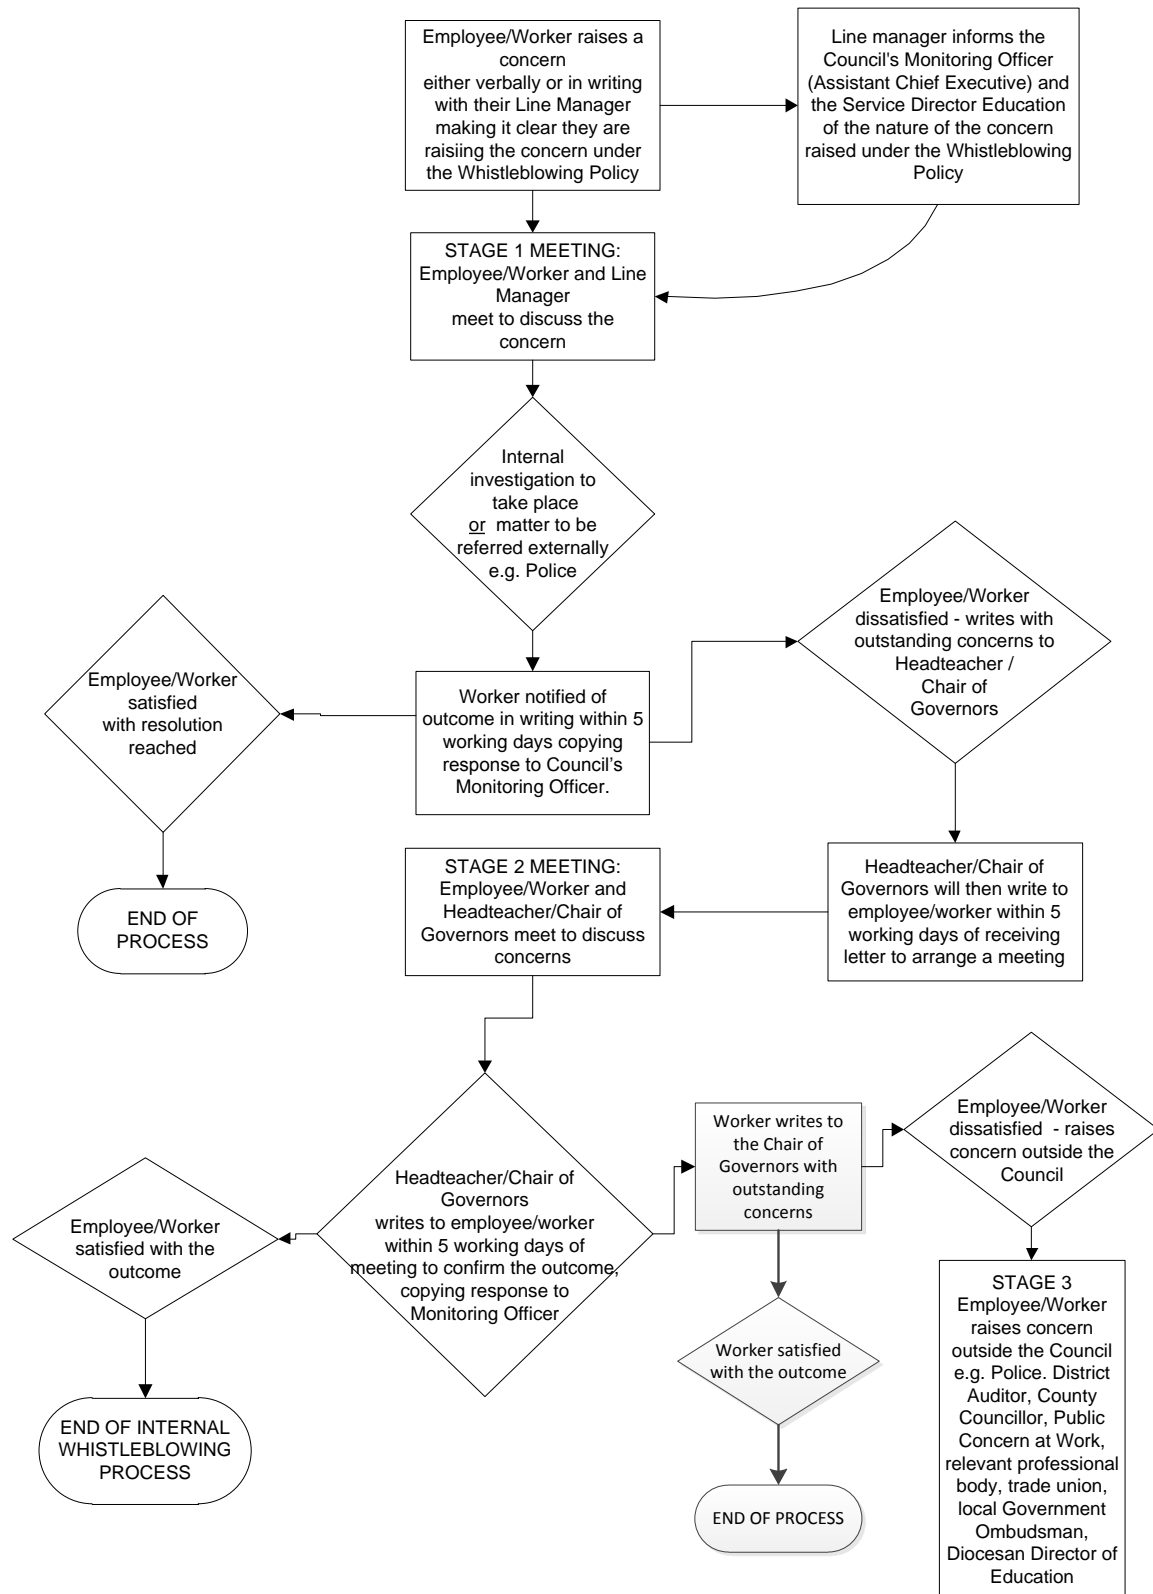 Employee/Worker raises a
concern
either verbally or in writing
with their Line Manager
making it clear they are
raisiing the concern under
the Whistleblowing Policy
Line manager informs the
Council's Monitoring Officer
(Assistant Chief Executive) and
the Service Director Education
of the nature of the concern
raised under the Whistleblowing
Policy
STAGE 1 MEETING:
Employee/Worker and Line
Manager
meet to discuss the
concern
Internal
investigation to
take place
or matter to be
referred externally
e.g. Police
Employee/Worker
dissatisfied - writes with
outstanding concerns to
Headteacher /
Chair of
Governors
Employee/Worker
satisfied
with resolution
reached
Worker notified of
outcome in writing within 5
working days copying
response to Council’s
Monitoring Officer.
STAGE 2 MEETING:
Employee/Worker and
Headteacher/Chair of
Governors meet to discuss
concerns
Headteacher/Chair of
Governors will then write to
employee/worker within 5
working days of receiving
letter to arrange a meeting
END OF
PROCESS
Worker writes to
the Chair of
Governors with
outstanding
concerns
Employee/Worker
dissatisfied - raises
concern outside the
Council
Headteacher/Chair of
Governors
writes to employee/worker
within 5 working days of
meeting to confirm the outcome,
copying response to
Monitoring Officer
Employee/Worker
satisfied with the
outcome
Worker satisfied
with the outcome
STAGE 3
Employee/Worker
raises concern
outside the Council
e.g. Police. District
Auditor, County
Councillor, Public
Concern at Work,
relevant professional
body, trade union,
local Government
Ombudsman,
Diocesan Director of
Education
END OF INTERNAL
WHISTLEBLOWING
PROCESS
END OF PROCESS